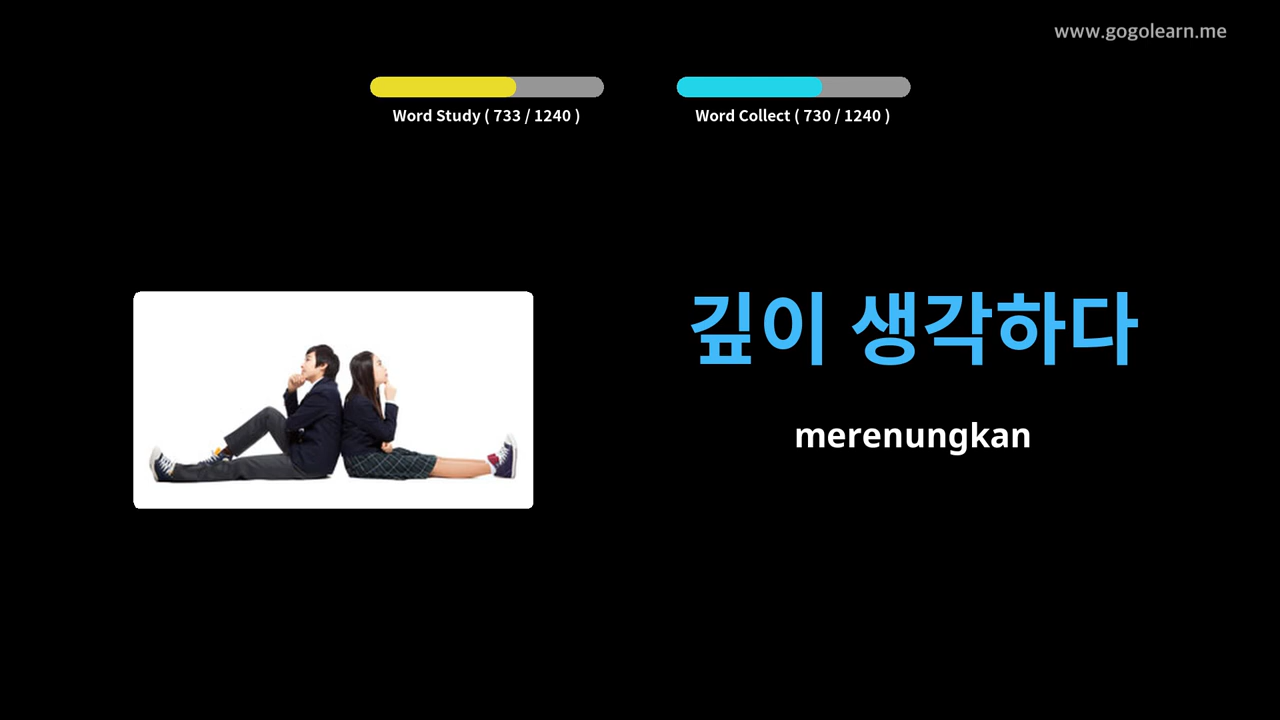 www.gogolearn.me
Word Study ( 733 / 1240 )
Word Collect ( 730 / 1240 )
깊이 생각하다
merenungkan